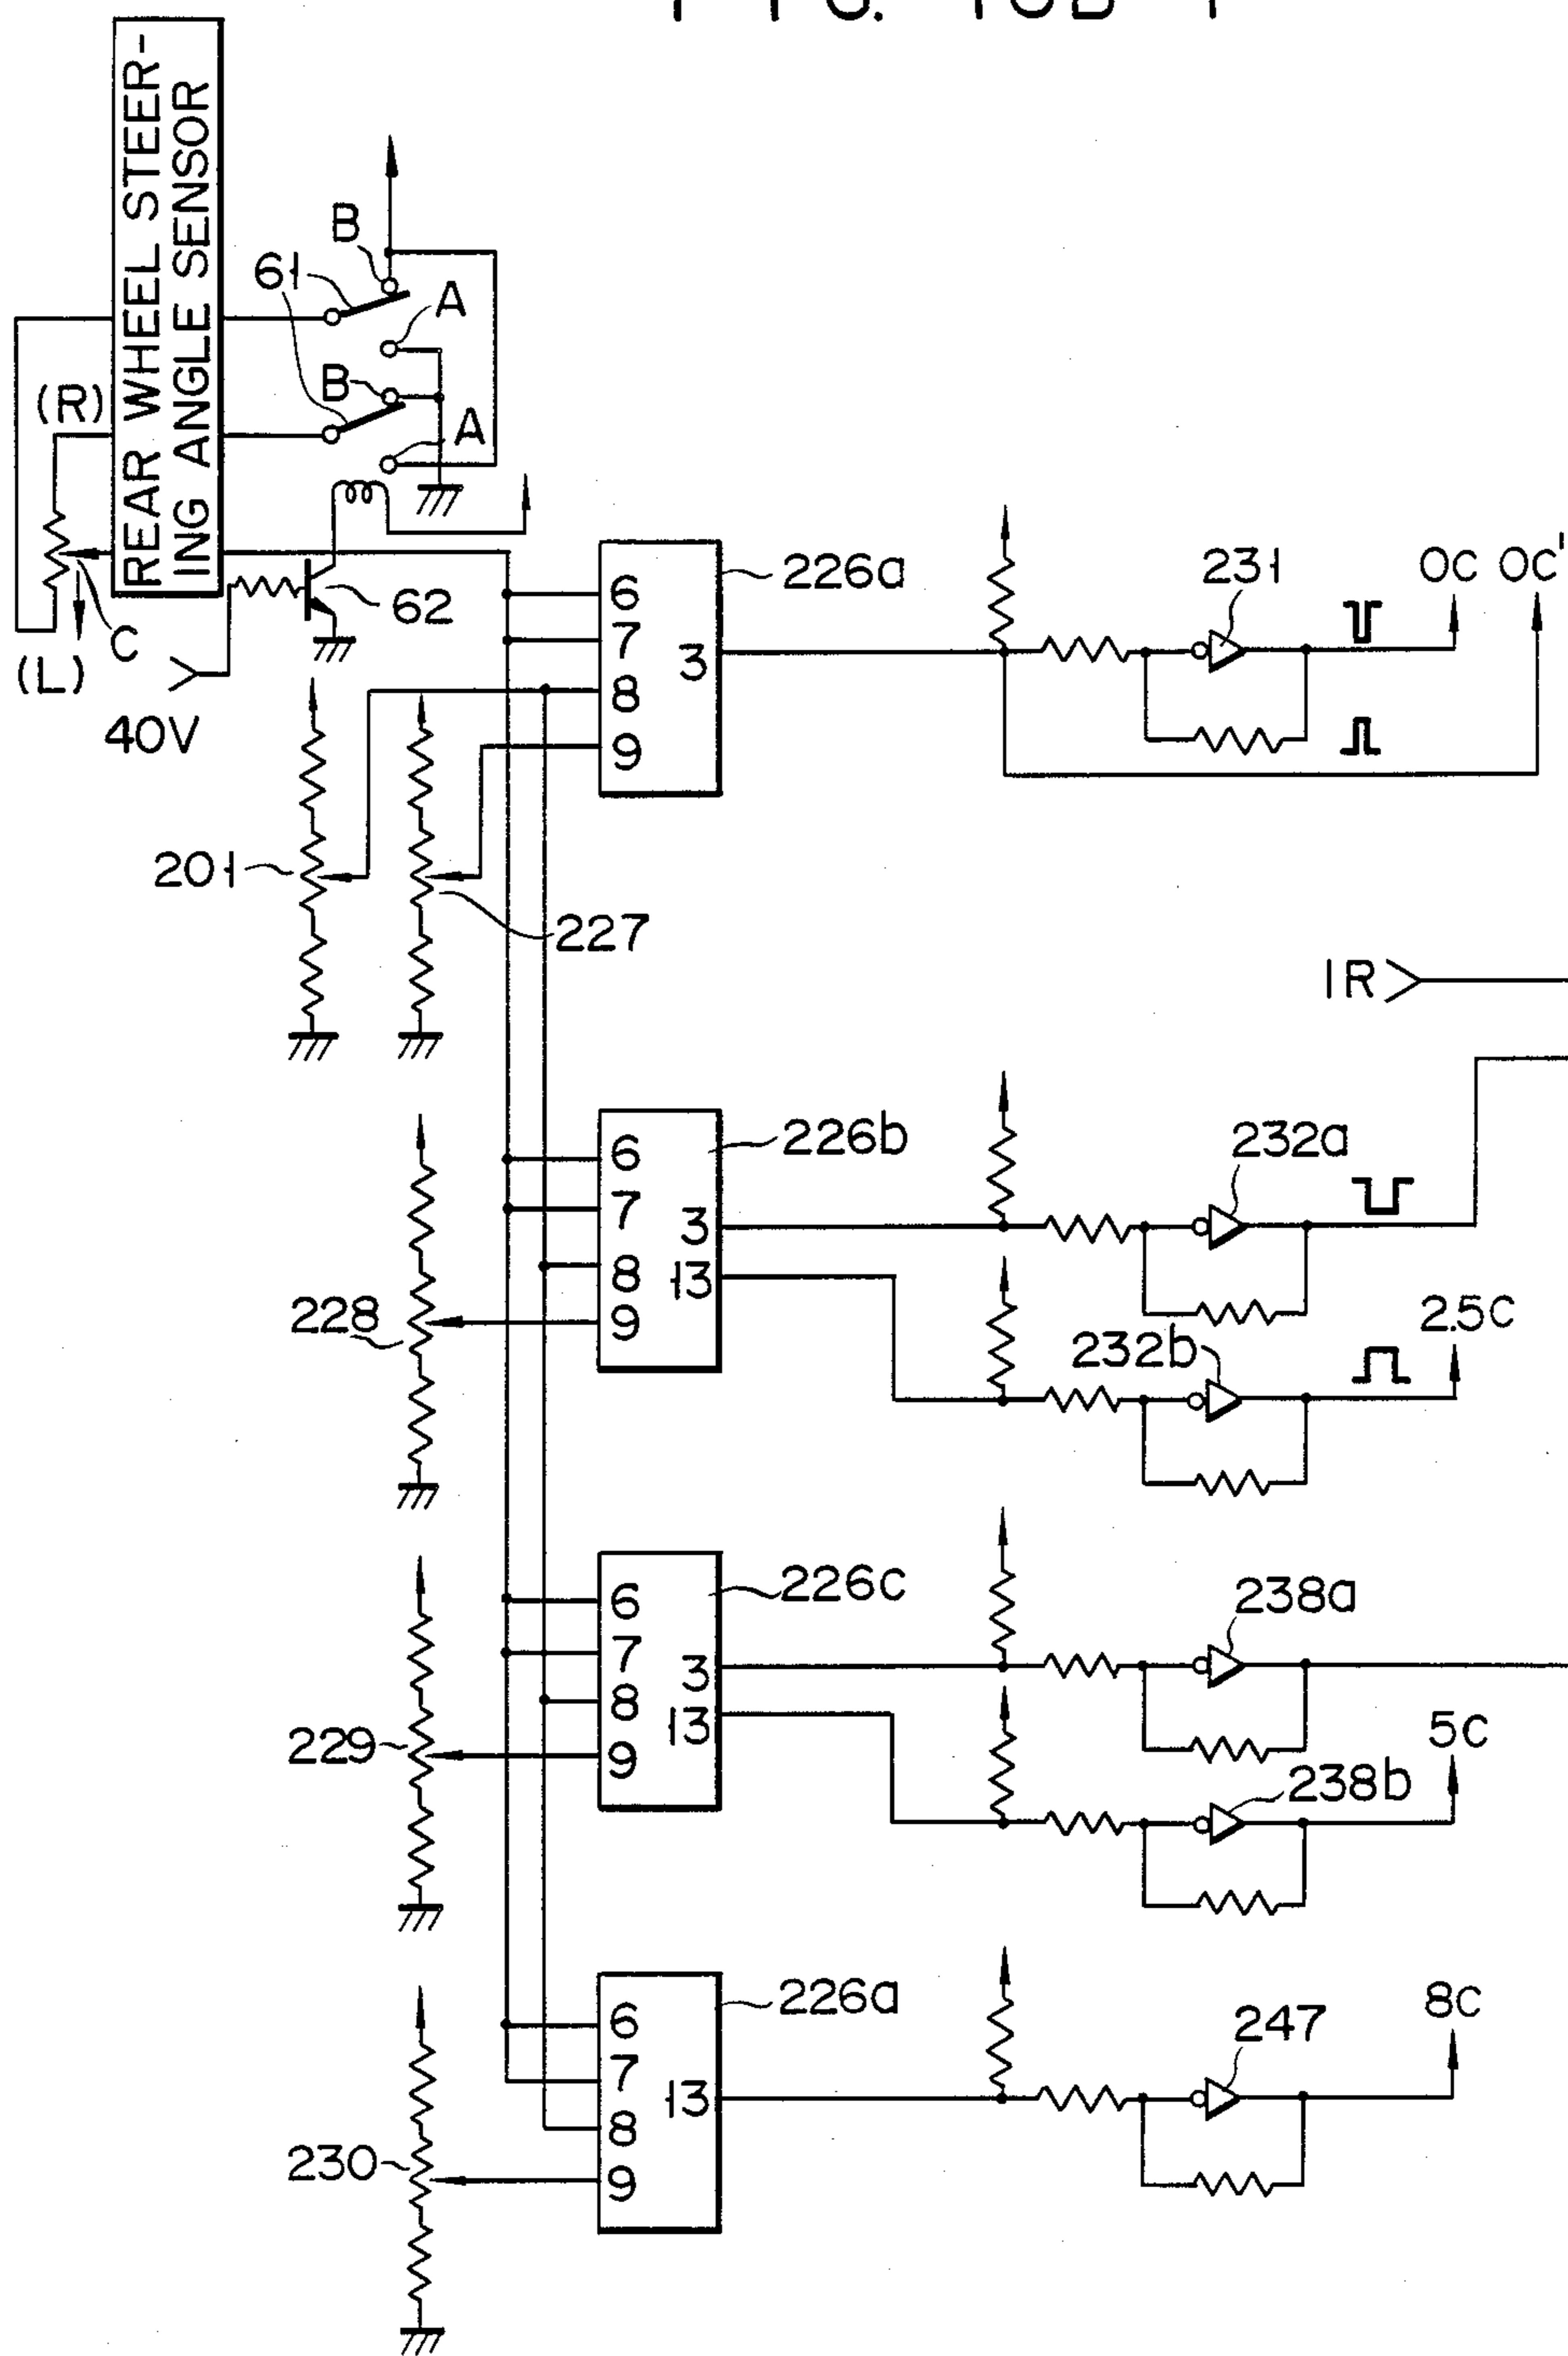 REAR WHEEL STEER-
ING ANGLE SENSOR
B
61
A
B
A
(R)
C
(L)
62
40V
6
7
8
9
3
226a
231
OC
OC'
201
227
1R
6
7
8
9
3
13
226b
232a
228
232b
2.5C
6
7
8
9
3
13
226c
238a
229
238b
5C
6
7
8
9
13
226a
247
8C
230